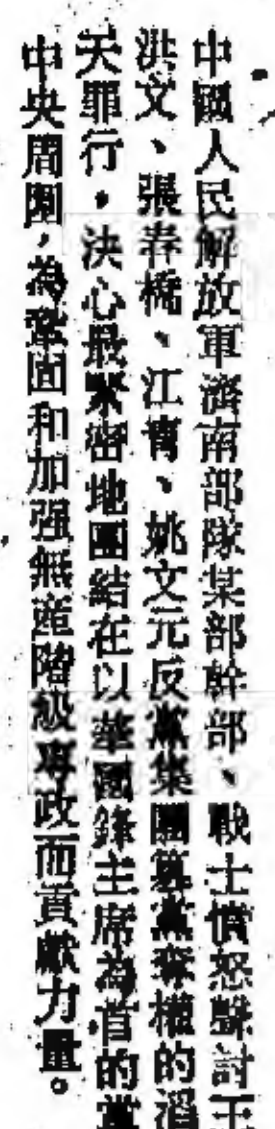 中國人民解放軍濟南部隊某部幹部、戰士憤怒聲討王
洪文、張春橋、江青、姚文元反黨集團篡黨奪權的滔
天罪行，決心最緊密地團結在以華國鋒主席為首的黨
中央周圍，為鞏固和加强無產階級專政而貢獻力量。